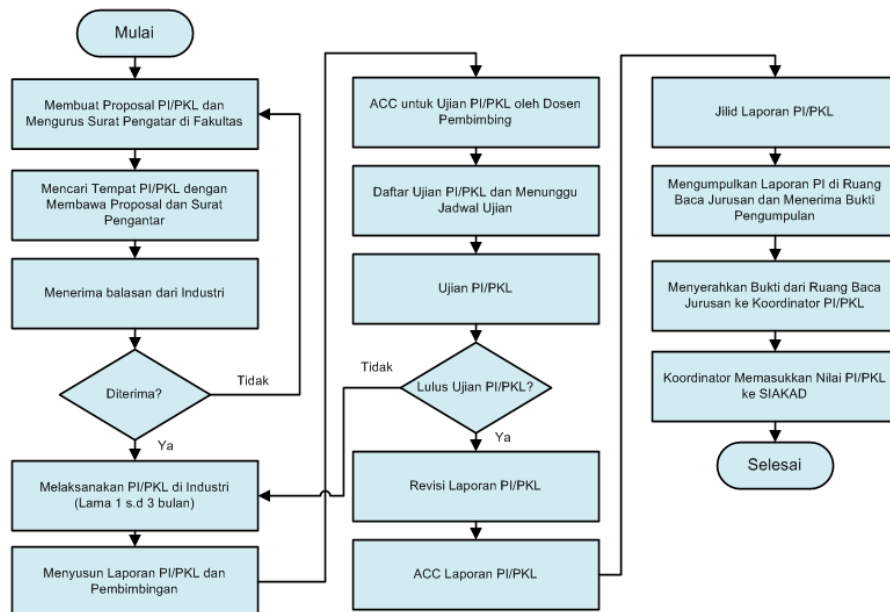 Mulai
Membuat Proposal PI/PKL dan
Mengurus Surat Pengatar di Fakultas
Mencari Tempat PI/PKL dengan
Membawa Proposal dan Surat
Pengantar
Menerima balasan dari Industri
Diterima?
Tidak
Ya
Melaksanakan PI/PKL di Industri
(Lama 1 s.d 3 bulan)
Menyusun Laporan PI/PKL dan
Pembimbingan
ACC untuk Ujian PI/PKL oleh Dosen
Pembimbing
Daftar Ujian PI/PKL dan Menunggu
Jadwal Ujian
Ujian PI/PKL
Lulus Ujian PI/PKL?
Tidak
Ya
Revisi Laporan PI/PKL
ACC Laporan PI/PKL
Jilid Laporan PI/PKL
Mengumpulkan Laporan PI di Ruang
Baca Jurusan dan Menerima Bukti
Pengumpulan
Menyerahkan Bukti dari Ruang Baca
Jurusan ke Koordinator PI/PKL
Koordinator Memasukkan Nilai PI/PKL
ke SIAKAD
Selesai